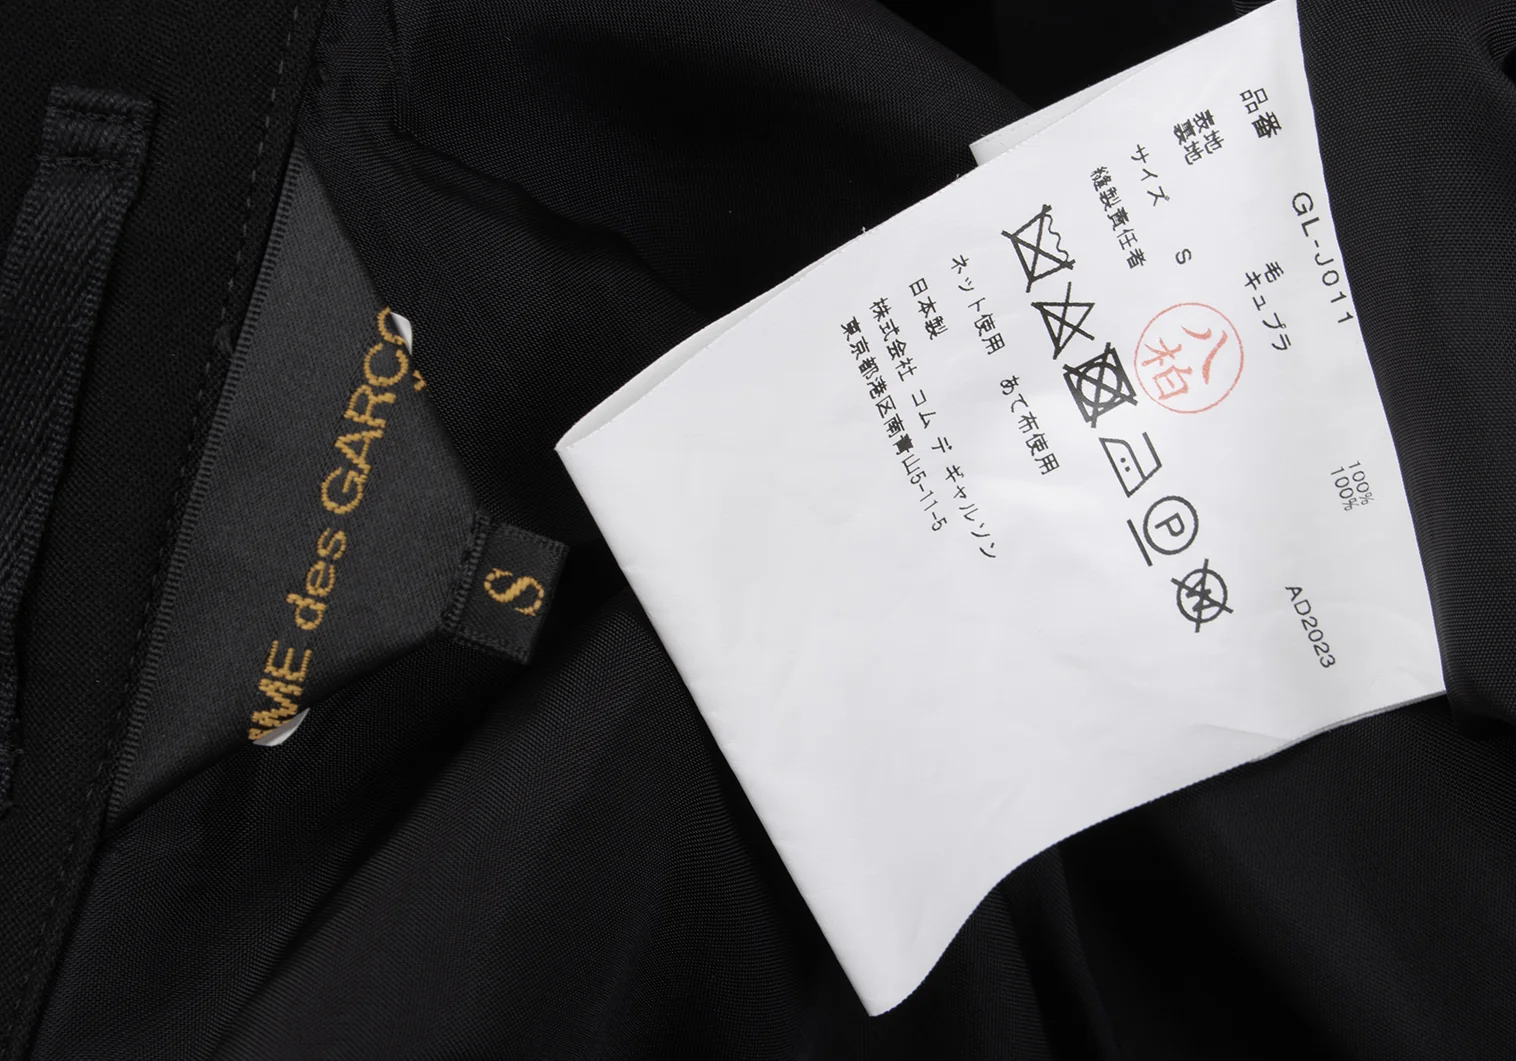 ME des GARÇO
S
品番 GL-J011 AD2023
表地 毛 100%
裏地 キュプラ 100%
サイズ S
縫製責任者 八柏
P
W
ネット使用 あて布使用
日本製
株式会社 コム デ ギャルソン
東京都港区南青山5-11-5